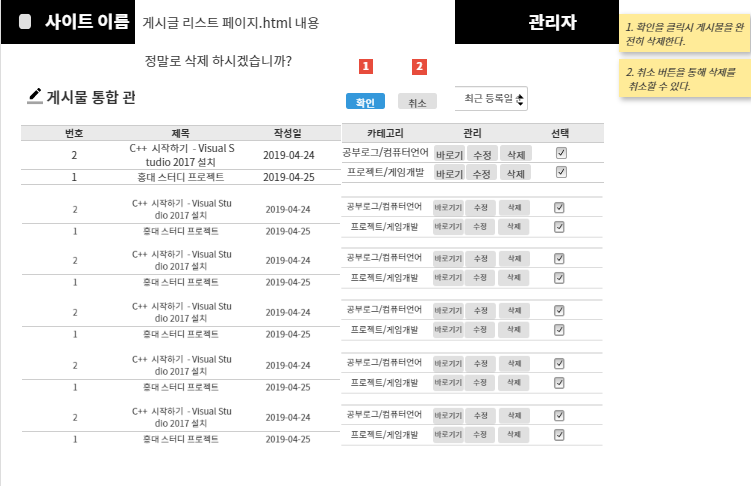 사이트 이름
게시글 리스트 페이지.html 내용
관리자
정말로 삭제 하시겠습니까?
1 2
확인 취소
1. 확인을 클릭시 게시물을 완
전히 삭제한다.
2. 취소 버튼을 통해 삭제를
취소할 수 있다.
게시물 통합 관
최근 등록일
번호 제목 작성일 카테고리 관리 선택
2 C++ 시작하기 - Visual S
tudio 2017 설치 2019-04-24 공부로그/컴퓨터언어 바로기 수정 삭제
1 홍대 스터디 프로젝트 2019-04-25 프로젝트/게임개발 바로기 수정 삭제
2 C++ 시작하기 - Visual Stu
dio 2017 설치 2019-04-24 공부로그/컴퓨터언어 바로기기 수정 삭제
1 홍대 스터디 프로젝트 2019-04-25 프로젝트/게임개발 바로기기 수정 삭제
2 C++ 시작하기 - Visual Stu
dio 2017 설치 2019-04-24 공부로그/컴퓨터언어 바로기기 수정 삭제
1 홍대 스터디 프로젝트 2019-04-25 프로젝트/게임개발 바로기기 수정 삭제
2 C++ 시작하기 - Visual Stu
dio 2017 설치 2019-04-24 공부로그/컴퓨터언어 바로기기 수정 삭제
1 홍대 스터디 프로젝트 2019-04-25 프로젝트/게임개발 바로기기 수정 삭제
2 C++ 시작하기 - Visual Stu
dio 2017 설치 2019-04-24 공부로그/컴퓨터언어 바로기기 수정 삭제
1 홍대 스터디 프로젝트 2019-04-25 프로젝트/게임개발 바로기기 수정 삭제
2 C++ 시작하기 - Visual Stu
dio 2017 설치 2019-04-24 공부로그/컴퓨터언어 바로기기 수정 삭제
1 홍대 스터디 프로젝트 2019-04-25 프로젝트/게임개발 바로기기 수정 삭제